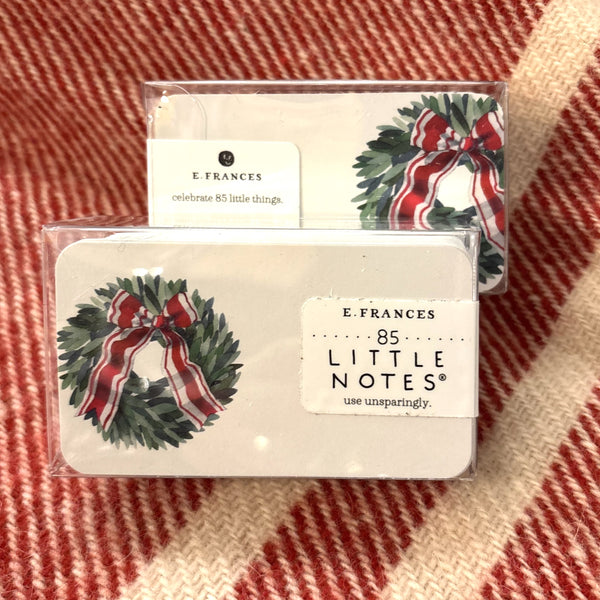 E. FRANCES
celebrate 85 little things.
E. FRANCES
85
LITTLE
NOTES®
use unsparingly.